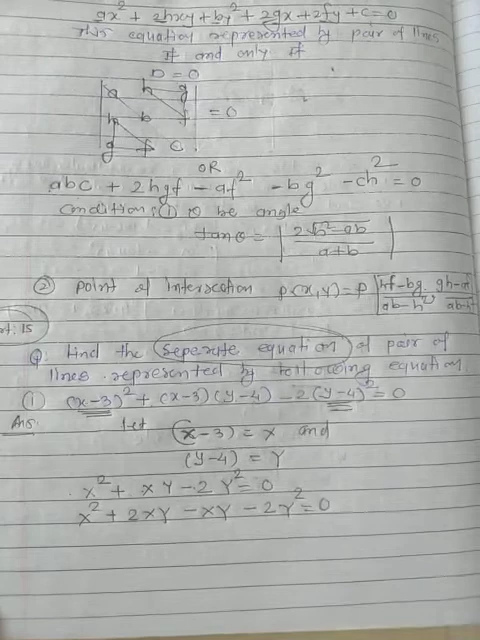 ax² + 2hxy + by² + 2gx + 2fy + c = 0
This equation represented by pair of lines
if and only if
D = 0
| a h g |
| h b f | = 0
| g f c |
OR
abc + 2hgf - af² - bg² - ch² = 0
conditions ① to be angle
tanθ = | 2√h²-ab / a+b |
② point of intersection P(x,y) = P | hf-bg / ab-h² , gh-af / ab-h² |
Q. find the seperate equation of pair of
lines represented by following equation
① (x-3)² + (x-3)(y-4) - 2(y-4)² = 0
Ans. let (x-3) = X and
(y-4) = Y
X² + XY - 2Y² = 0
X² + 2XY - XY - 2Y² = 0